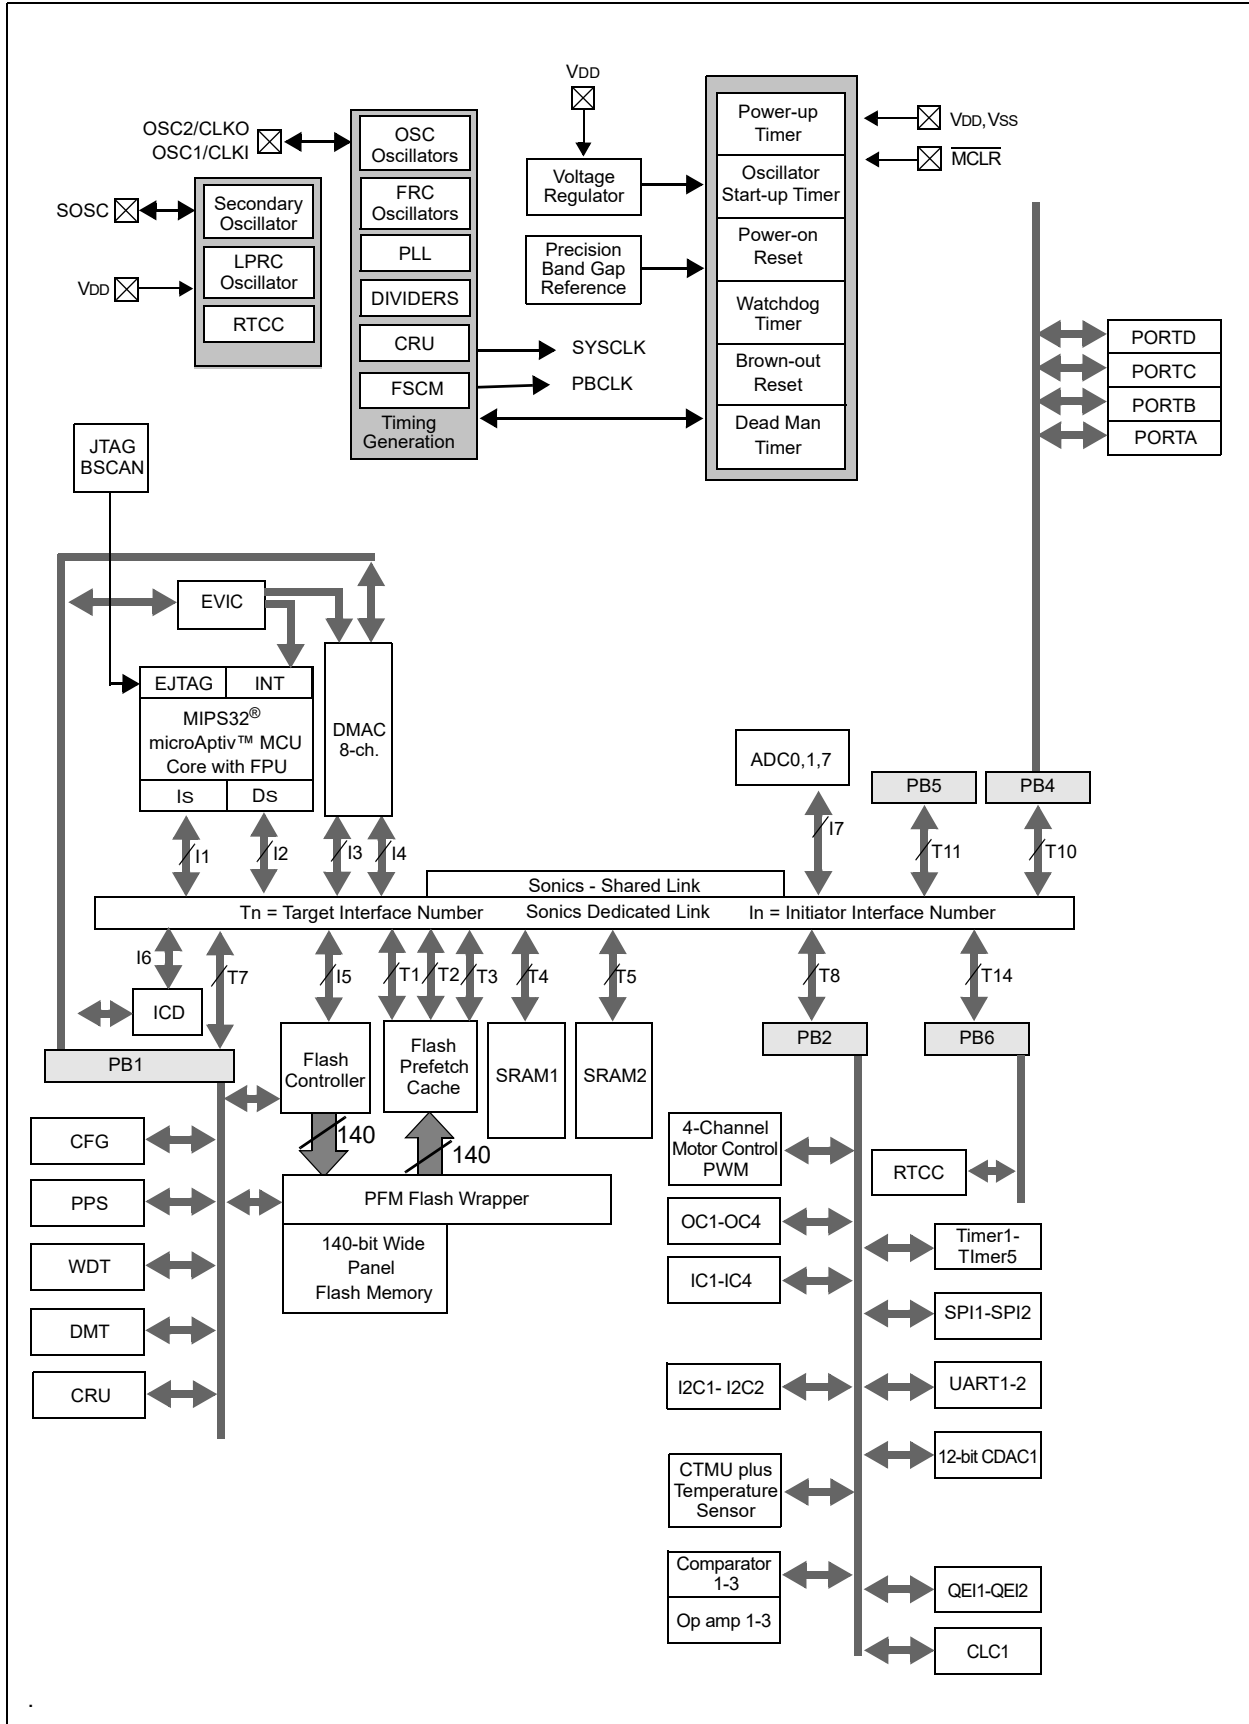 VDD
OSC2/CLKO
OSC1/CLKI
SOSC
VDD
Secondary
Oscillator
LPRC
Oscillator
RTCC
OSC
Oscillators
FRC
Oscillators
PLL
DIVIDERS
CRU
FSCM
Timing
Generation
SYSCLK
PBCLK
Voltage
Regulator
Precision
Band Gap
Reference
Power-up
Timer
Oscillator
Start-up Timer
Power-on
Reset
Watchdog
Timer
Brown-out
Reset
Dead Man
Timer
VDD, VSS
MCLR
PORTD
PORTC
PORTB
PORTA
JTAG
BSCAN
EVIC
EJTAG
INT
MIPS32®
microAptiv™ MCU
Core with FPU
IS
DS
DMAC
8-ch.
ADC0,1,7
PB5
PB4
I1
I2
I3
I4
I7
T11
T10
Sonics - Shared Link
Tn = Target Interface Number
Sonics Dedicated Link
In = Initiator Interface Number
I6
T7
I5
T1
T2
T3
T4
T5
T8
T14
ICD
PB1
Flash
Controller
Flash
Prefetch
Cache
SRAM1
SRAM2
PB2
PB6
140
140
PFM Flash Wrapper
140-bit Wide
Panel
Flash Memory
CFG
PPS
WDT
DMT
CRU
4-Channel
Motor Control
PWM
OC1-OC4
IC1-IC4
I2C1- I2C2
CTMU plus
Temperature
Sensor
Comparator
1-3
Op amp 1-3
RTCC
Timer1-
TImer5
SPI1-SPI2
UART1-2
12-bit CDAC1
QEI1-QEI2
CLC1
.